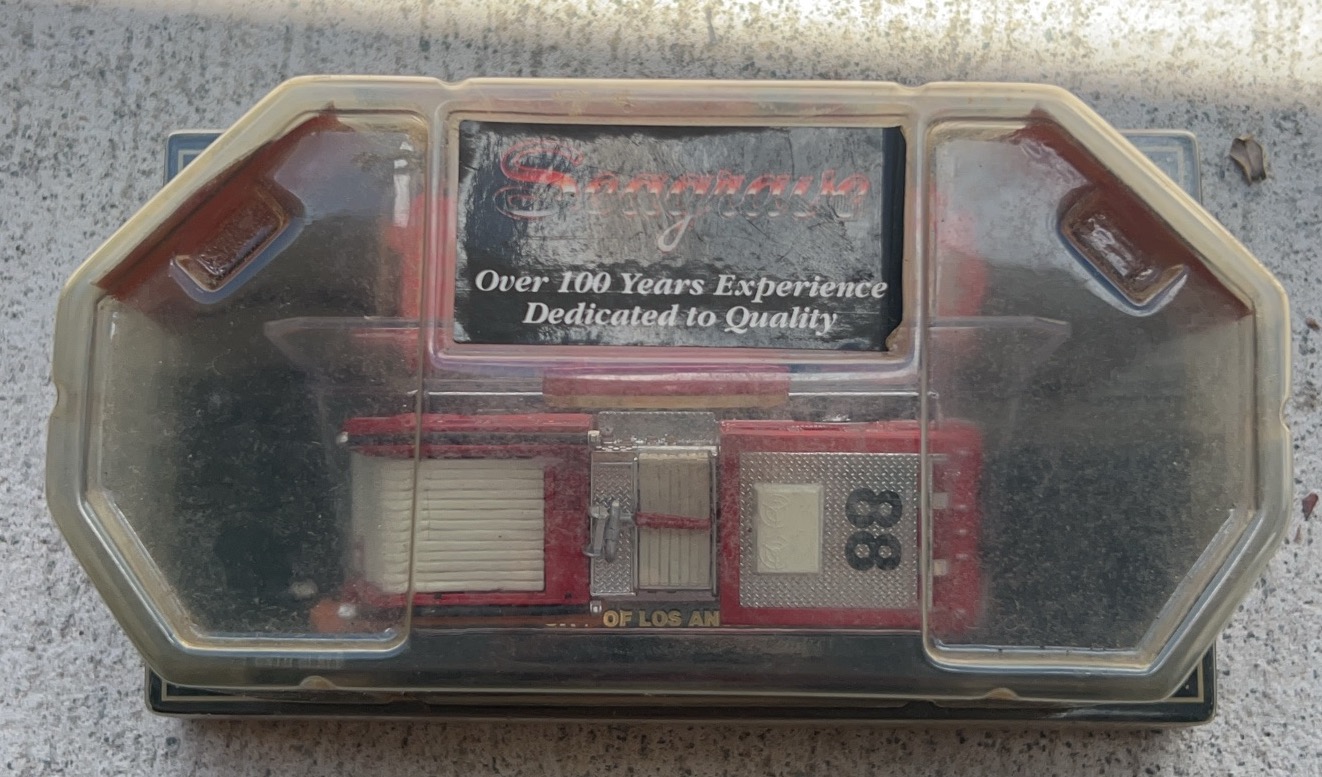 Seagrave
Over 100 Years Experience
Dedicated to Quality
88
OF LOS AN